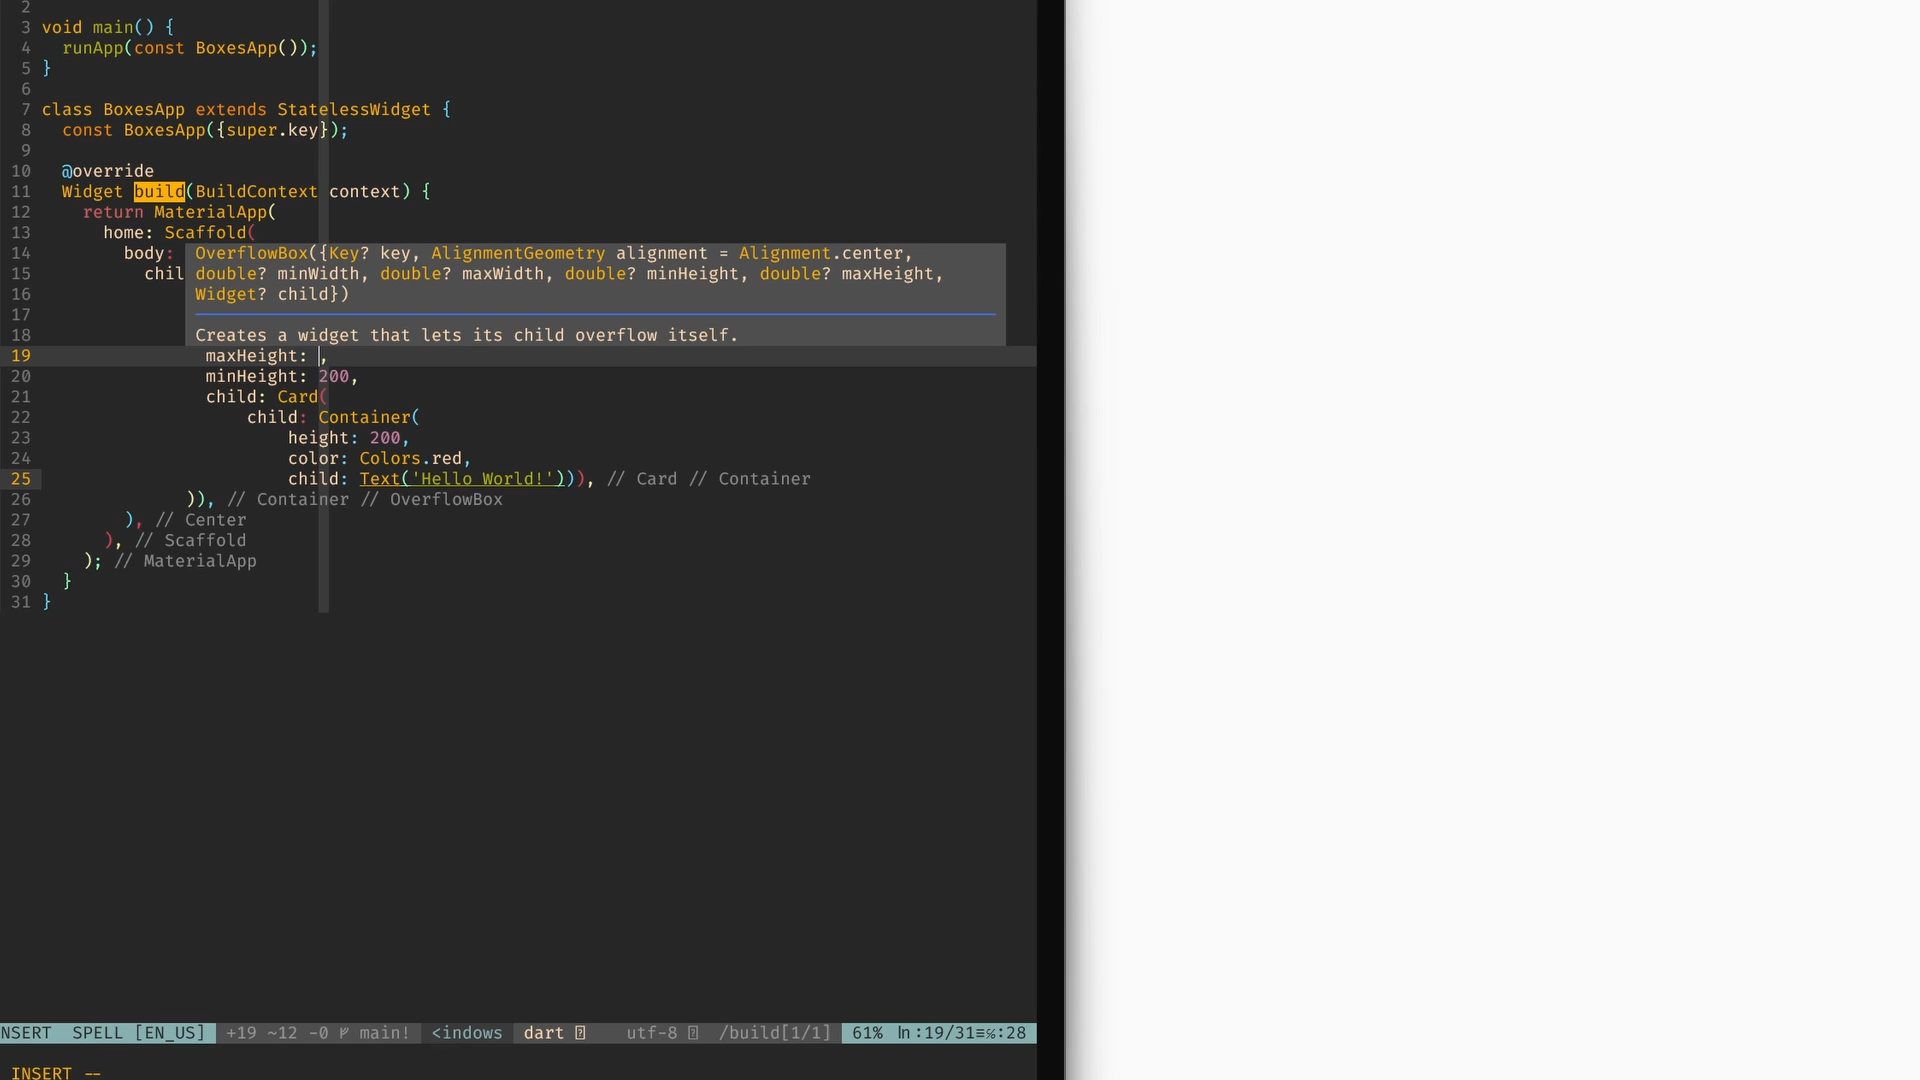 2
3 void main() {
4 runApp(const BoxesApp());
5 }
6
7 class BoxesApp extends StatelessWidget {
8 const BoxesApp({super.key});
9
10 @override
11 Widget build(BuildContext context) {
12 return MaterialApp(
13 home: Scaffold(
14 body: OverflowBox({Key? key, AlignmentGeometry alignment = Alignment.center,
15 chil double? minWidth, double? maxWidth, double? minHeight, double? maxHeight,
16 Widget? child})
17
18 Creates a widget that lets its child overflow itself.
19 maxHeight: ,
20 minHeight: 200,
21 child: Card(
22 child: Container(
23 height: 200,
24 color: Colors.red,
25 child: Text('Hello World!'))), // Card // Container
26 )), // Container // OverflowBox
27 ), // Center
28 ), // Scaffold
29 ); // MaterialApp
30 }
31 }
NSERT SPELL [EN_US] +19 ~12 -0 main! <indows dart utf-8 /build[1/1] 61% ln:19/31≡℅:28
INSERT --